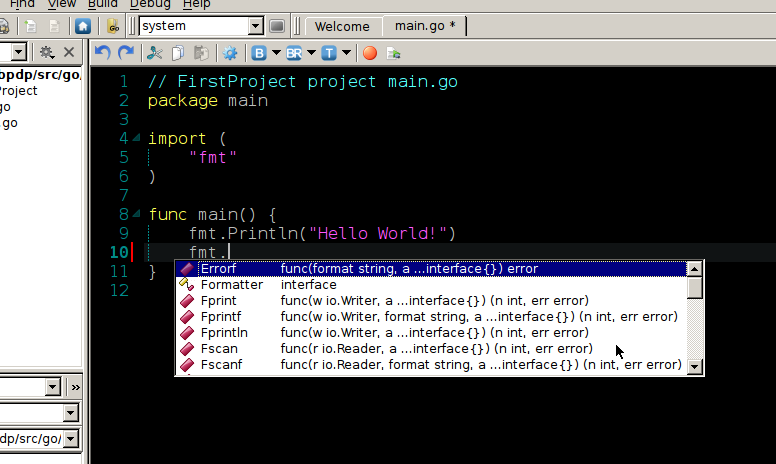 Find View Build Debug Help
Go system Welcome main.go *
B BR T
opdp/src/go/
Project
go
.go
1 // FirstProject project main.go
2 package main
3
4 import (
5 "fmt"
6 )
7
8 func main() {
9 fmt.Println("Hello World!")
10 fmt.
11 }
12
Errorf func(format string, a ...interface{}) error
Formatter interface
Fprint func(w io.Writer, a ...interface{}) (n int, err error)
Fprintf func(w io.Writer, format string, a ...interface{}) (n int, err error)
Fprintln func(w io.Writer, a ...interface{}) (n int, err error)
Fscan func(r io.Reader, a ...interface{}) (n int, err error)
Fscanf func(r io.Reader, format string, a ...interface{}) (n int, err error)
»
dp/src/go/